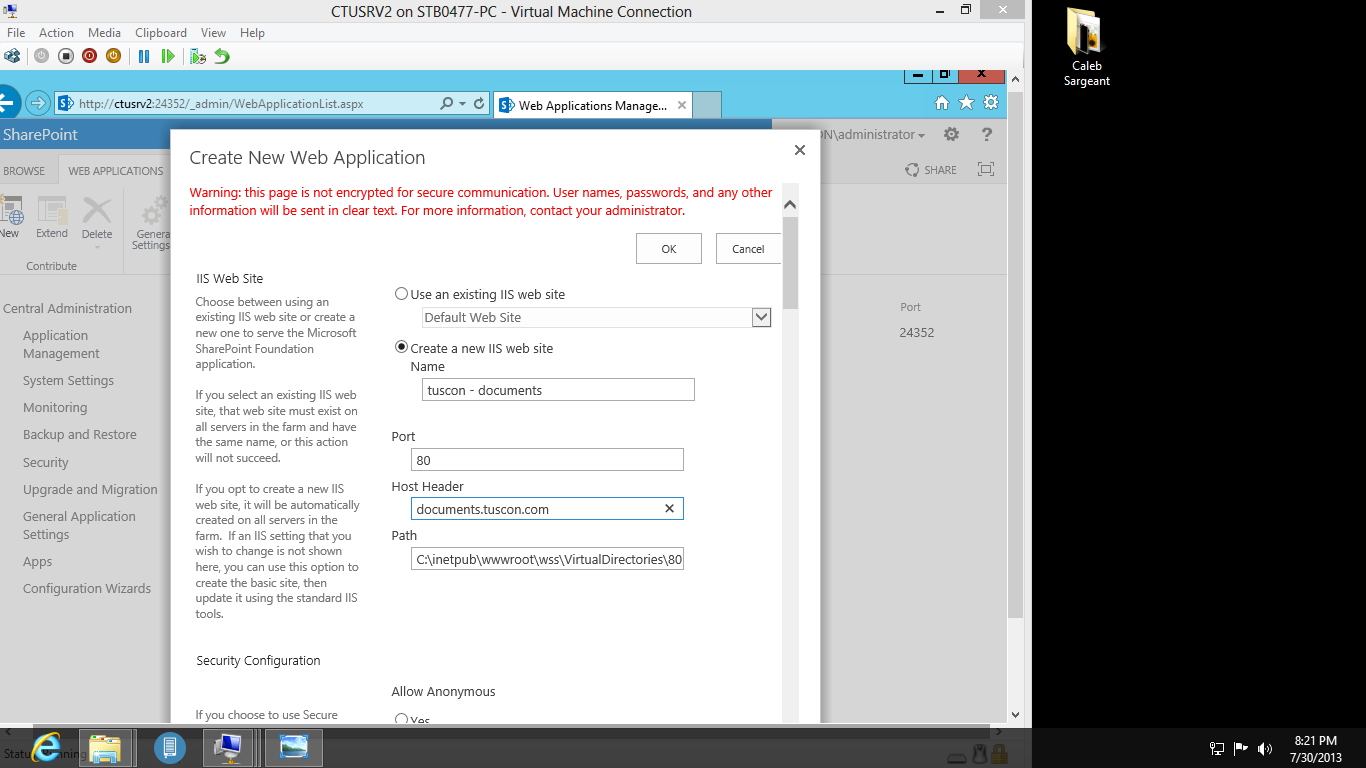 CTUSRV2 on STB0477-PC - Virtual Machine Connection
File Action Media Clipboard View Help
http://ctusrv2:24352/_admin/WebApplicationList.aspx
Web Applications Manage...
SharePoint
\administrator
?
BROWSE
WEB APPLICATIONS
SHARE
New
Extend
Delete
Genera
Settings
Contribute
Central Administration
Application
Management
System Settings
Monitoring
Backup and Restore
Security
Upgrade and Migration
General Application
Settings
Apps
Configuration Wizards
Create New Web Application
Warning: this page is not encrypted for secure communication. User names, passwords, and any other
information will be sent in clear text. For more information, contact your administrator.
OK
Cancel
IIS Web Site
Choose between using an
existing IIS web site or create a
new one to serve the Microsoft
SharePoint Foundation
application.
If you select an existing IIS web
site, that web site must exist on
all servers in the farm and have
the same name, or this action
will not succeed.
If you opt to create a new IIS
web site, it will be automatically
created on all servers in the
farm. If an IIS setting that you
wish to change is not shown
here, you can use this option to
create the basic site, then
update it using the standard IIS
tools.
Use an existing IIS web site
Default Web Site
Create a new IIS web site
Name
tuscon - documents
Port
80
Host Header
documents.tuscon.com
Path
C:\inetpub\wwwroot\wss\VirtualDirectories\80
Security Configuration
If you choose to use Secure
Allow Anonymous
Yes
Port
24352
Caleb
Sargeant
8:21 PM
7/30/2013